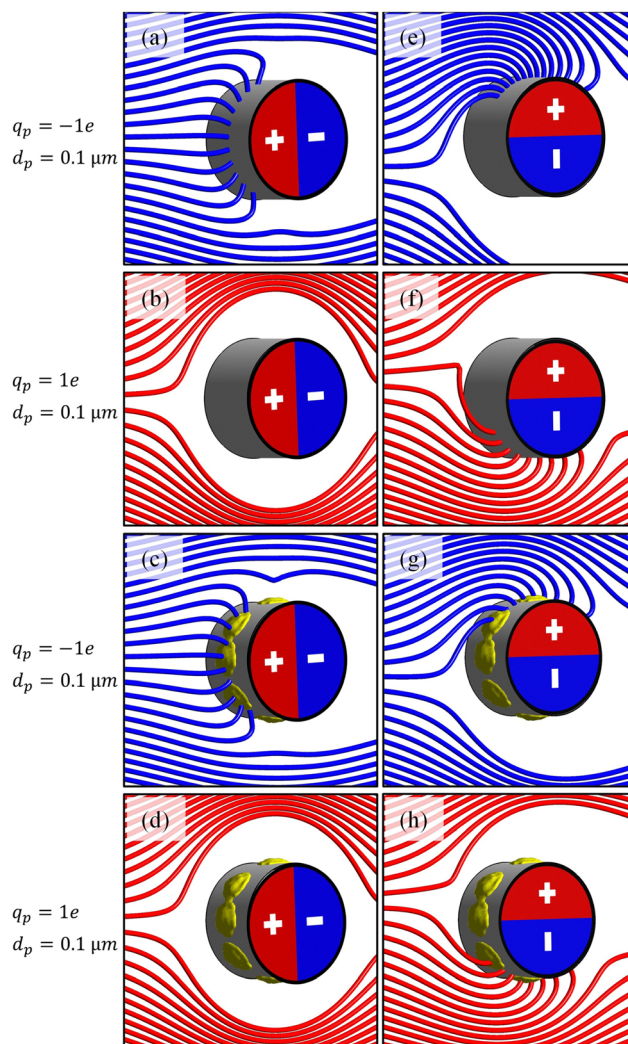 (a)
(e)
q_p = −1e
d_p = 0.1 μm
+ −
+
−
(b)
(f)
q_p = 1e
d_p = 0.1 μm
+ −
+
−
(c)
(g)
q_p = −1e
d_p = 0.1 μm
+ −
+
−
(d)
(h)
q_p = 1e
d_p = 0.1 μm
+ −
+
−